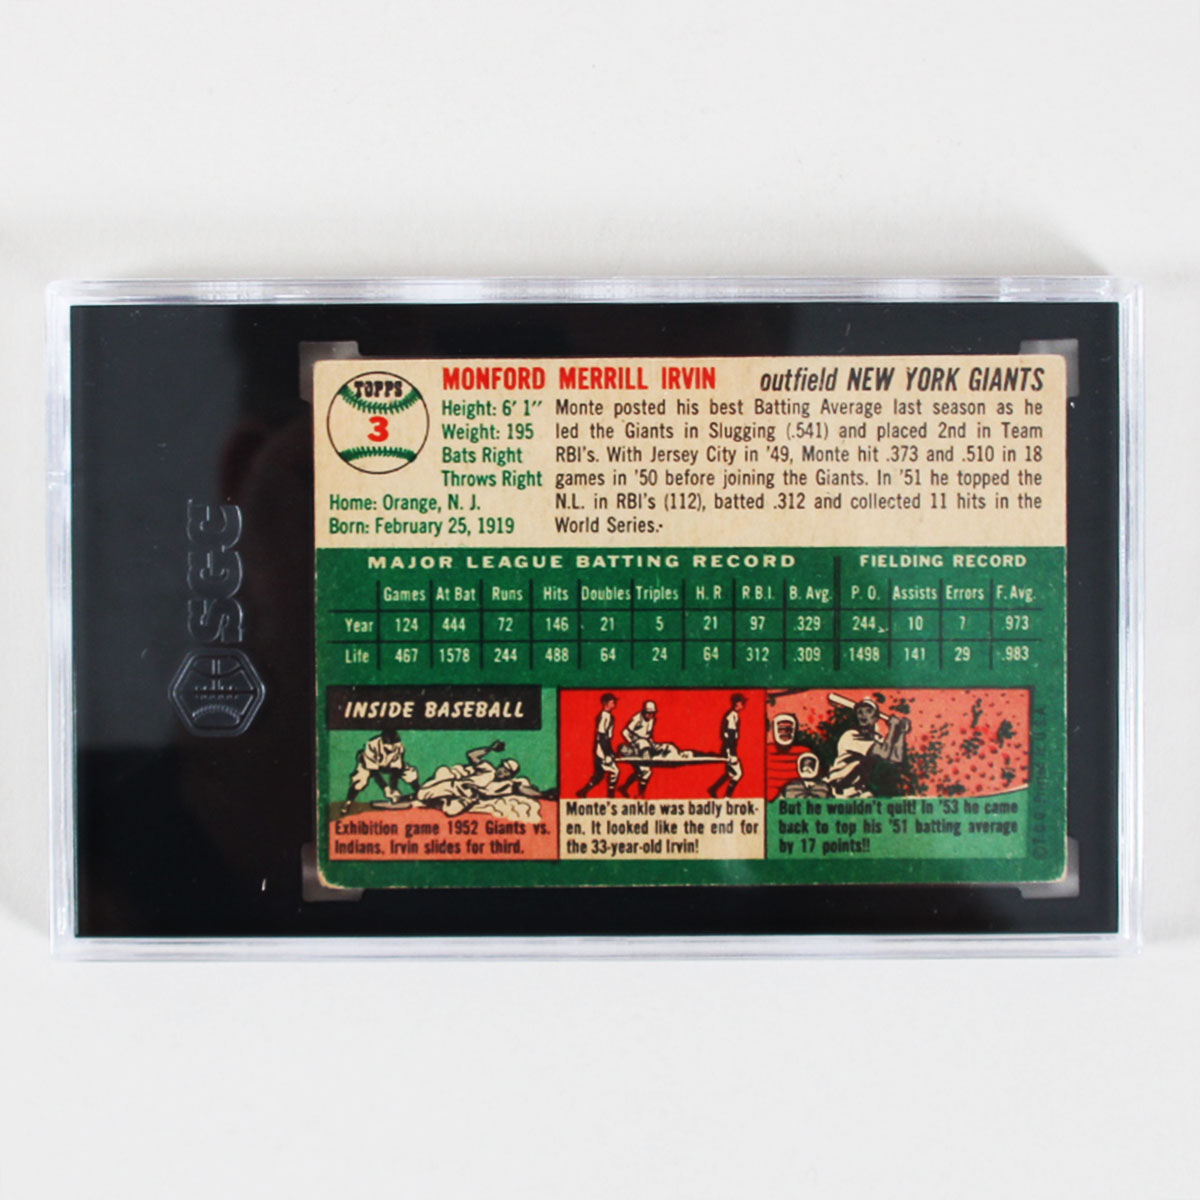 SGC
TOPPS
3
MONFORD MERRILL IRVIN outfield NEW YORK GIANTS
Height: 6' 1"
Weight: 195
Bats Right
Throws Right
Home: Orange, N. J.
Born: February 25, 1919
Monte posted his best Batting Average last season as he
led the Giants in Slugging (.541) and placed 2nd in Team
RBI's. With Jersey City in '49, Monte hit .373 and .510 in 18
games in '50 before joining the Giants. In '51 he topped the
N.L. in RBI's (112), batted .312 and collected 11 hits in the
World Series.
MAJOR LEAGUE BATTING RECORD FIELDING RECORD
Games At Bat Runs Hits Doubles Triples H. R R B.I. B. Avg. P. O. Assists Errors F. Avg.
Year 124 444 72 146 21 5 21 97 .329 244 10 7 .973
Life 467 1578 244 488 64 24 64 312 .309 1498 141 29 .983
INSIDE BASEBALL
Exhibition game 1952 Giants vs.
Indians. Irvin slides for third.
Monte's ankle was badly brok-
en. It looked like the end for
the 33-year-old Irvin!
But he wouldn't quit! In '53 he came
back to top his '51 batting average
by 17 points!!